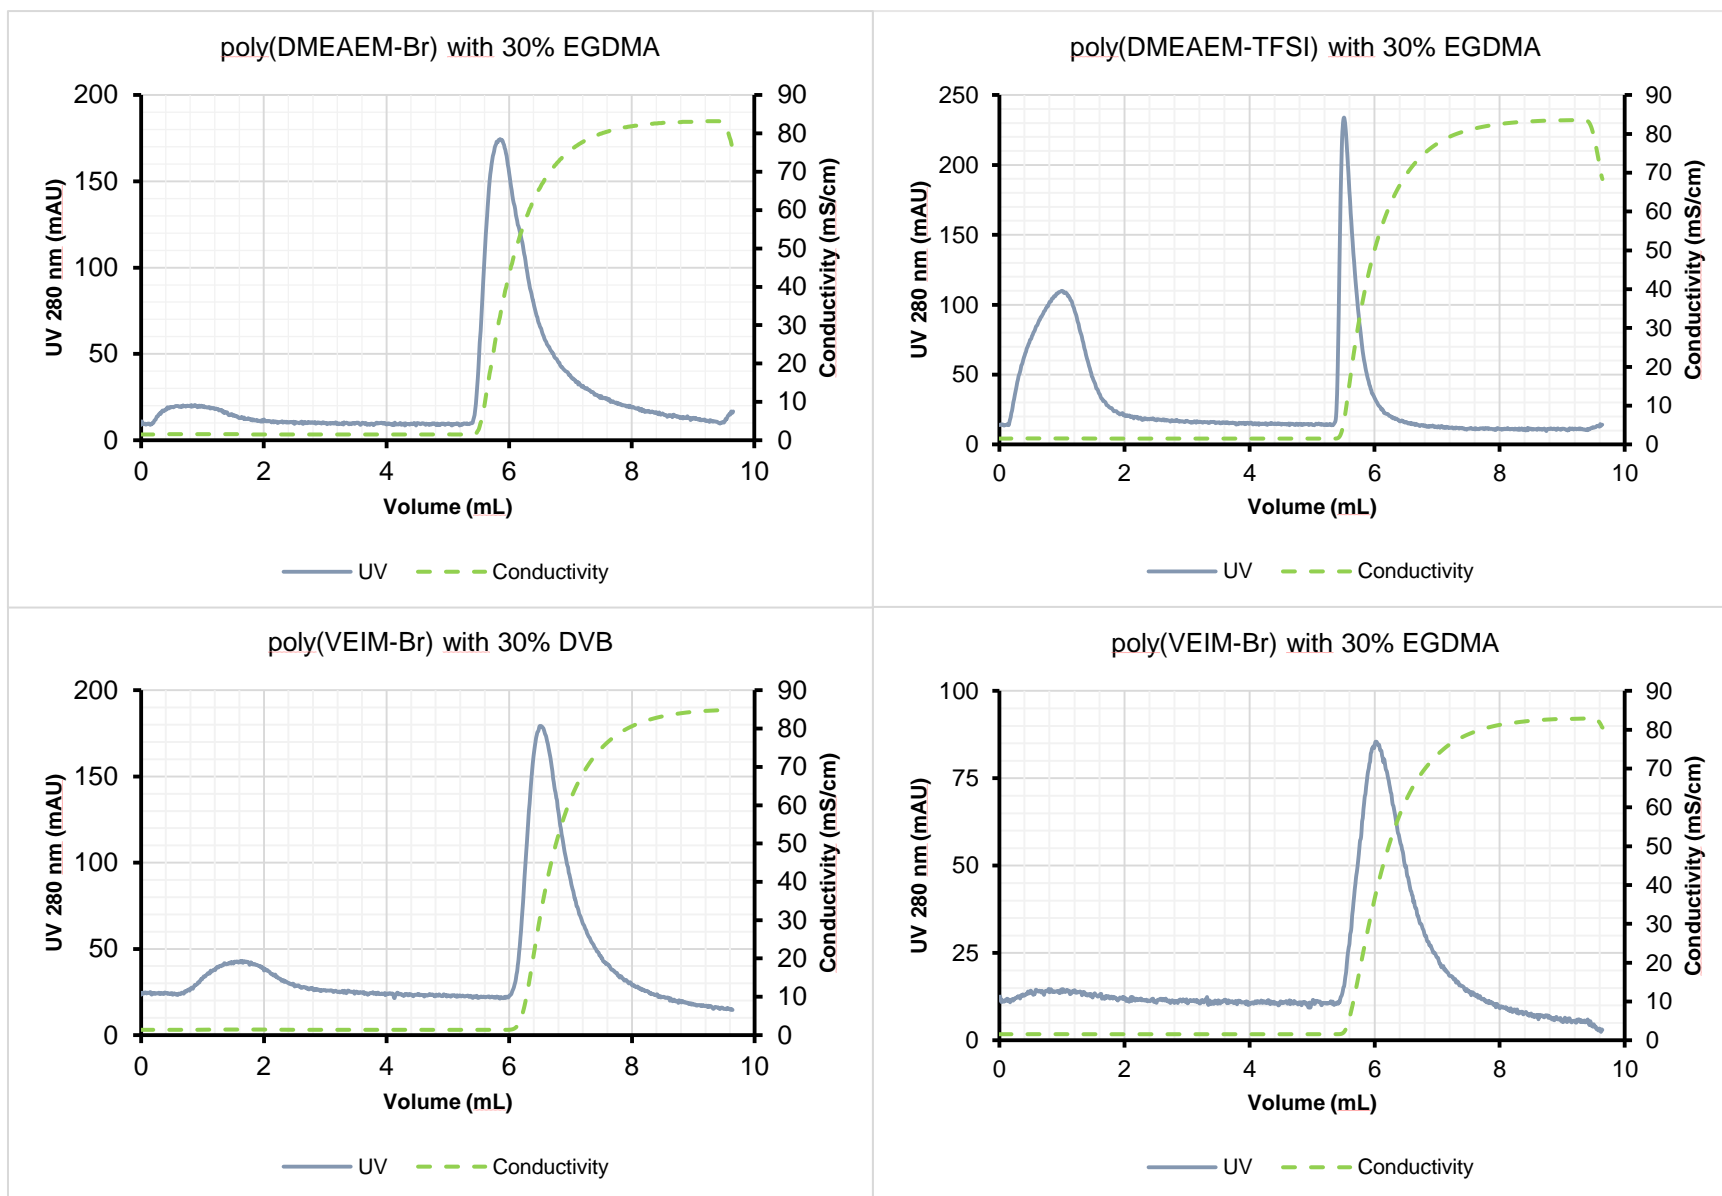 poly(DMEAEM-Br) with 30% EGDMA
200
150
100
50
0
90
80
70
60
50
40
30
20
10
0
0 2 4 6 8 10
UV 280 nm (mAU)
Conductivity (mS/cm)
Volume (mL)
UV Conductivity
poly(DMEAEM-TFSI) with 30% EGDMA
250
200
150
100
50
0
90
80
70
60
50
40
30
20
10
0
0 2 4 6 8 10
UV 280 nm (mAU)
Conductivity (mS/cm)
Volume (mL)
UV Conductivity
poly(VEIM-Br) with 30% DVB
200
150
100
50
0
90
80
70
60
50
40
30
20
10
0
0 2 4 6 8 10
UV 280 nm (mAU)
Conductivity (mS/cm)
Volume (mL)
UV Conductivity
poly(VEIM-Br) with 30% EGDMA
100
75
50
25
0
90
80
70
60
50
40
30
20
10
0
0 2 4 6 8 10
UV 280 nm (mAU)
Conductivity (mS/cm)
Volume (mL)
UV Conductivity